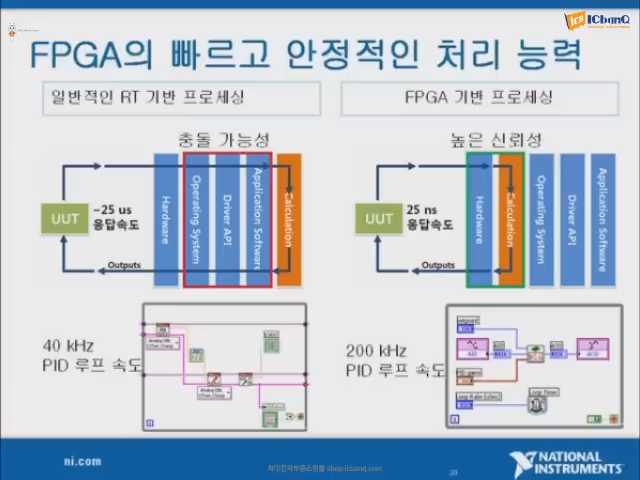 ICbanQ
FPGA의 빠르고 안정적인 처리 능력
일반적인 RT 기반 프로세싱
FPGA 기반 프로세싱
충돌 가능성
높은 신뢰성
UUT
~25 us
응답속도
Outputs
Hardware
Operating System
Driver API
Application Software
Calculation
UUT
25 ns
응답속도
Outputs
Hardware
Calculation
Operating System
Driver API
Application Software
40 kHz
PID 루프 속도
200 kHz
PID 루프 속도
ni.com
shop.icbanq.com
NATIONAL
INSTRUMENTS